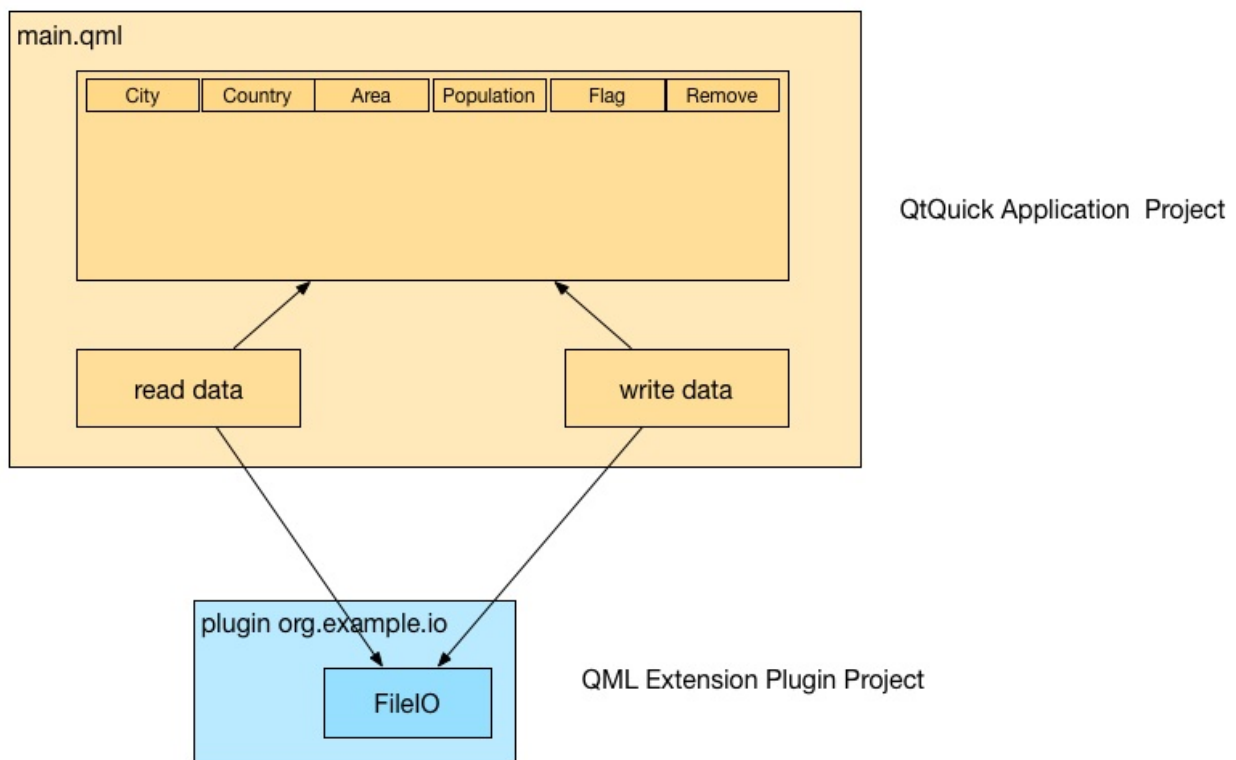 main.qml
City Country Area Population Flag Remove
QtQuick Application Project
read data
write data
plugin org.example.io
QML Extension Plugin Project
FileIO